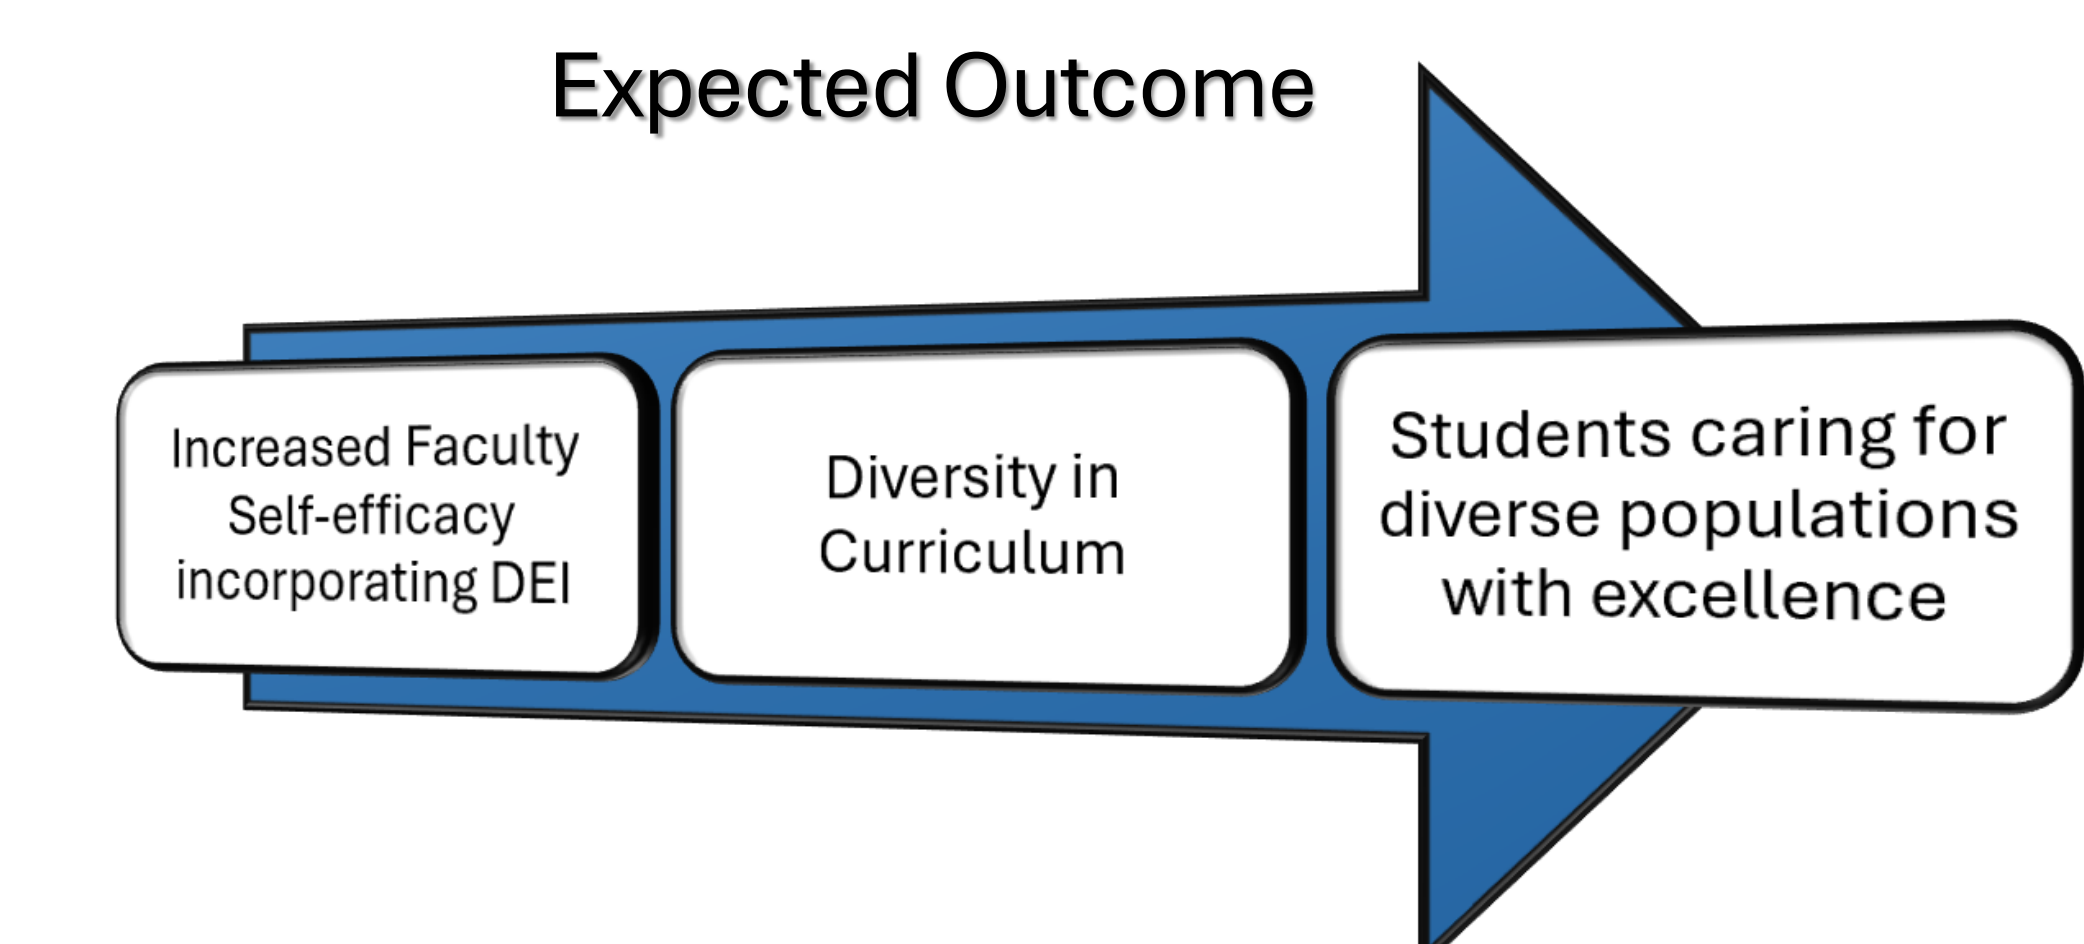 Expected Outcome
Increased Faculty
Self-efficacy
incorporating DEI
Diversity in
Curriculum
Students caring for
diverse populations
with excellence